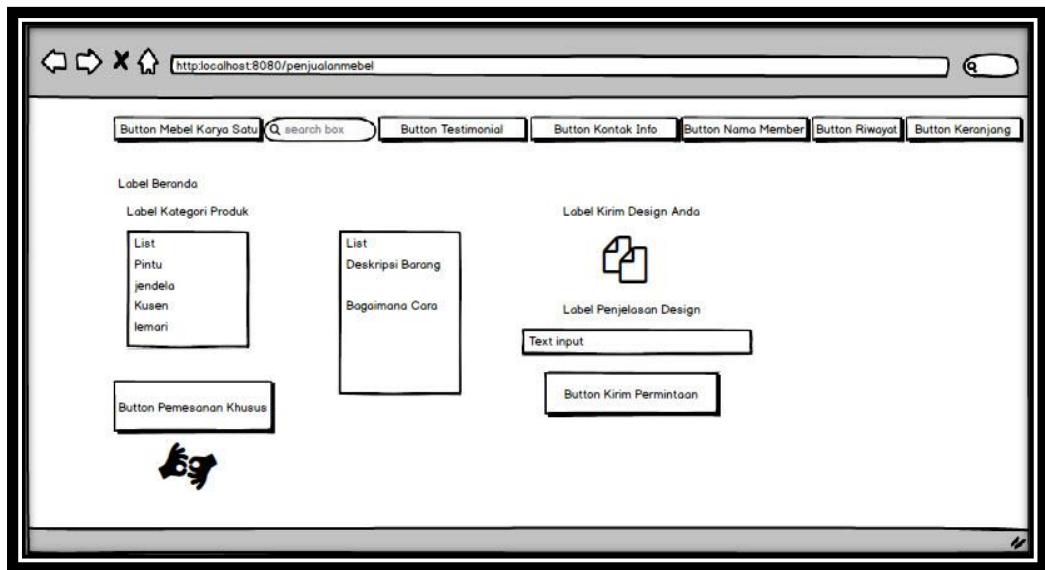 http:localhost:8080/penjualanmebel
Button Mebel Karya Satu
search box
Button Testimonial
Button Kontak Info
Button Nama Member
Button Riwayat
Button Keranjang
Label Beranda
Label Kategori Produk
List
Pintu
jendela
Kusen
lemari
Button Pemesanan Khusus
List
Deskripsi Barang
Bagaimana Cara
Label Kirim Design Anda
Label Penjelasan Design
Text input
Button Kirim Permintaan